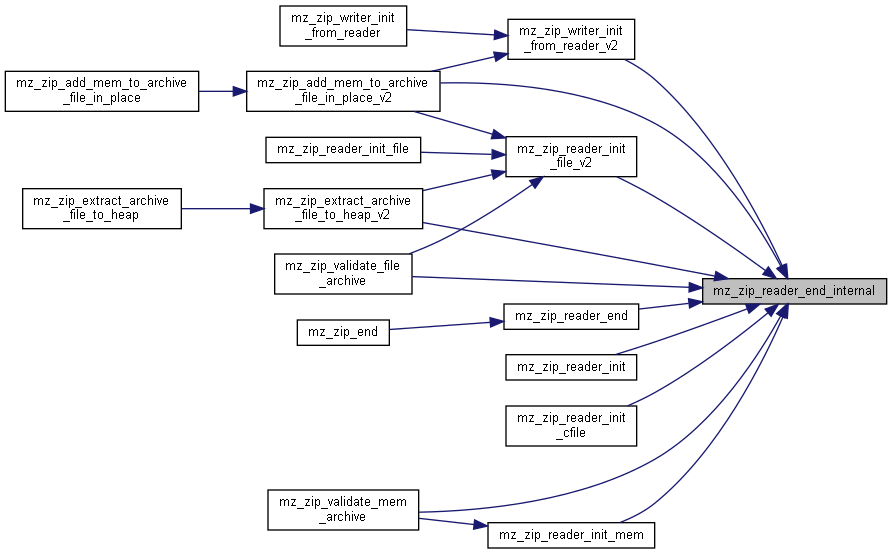 mz_zip_writer_init
_from_reader
mz_zip_writer_init
_from_reader_v2
mz_zip_add_mem_to_archive
_file_in_place
mz_zip_add_mem_to_archive
_file_in_place_v2
mz_zip_reader_init_file
mz_zip_reader_init
_file_v2
mz_zip_extract_archive
_file_to_heap
mz_zip_extract_archive
_file_to_heap_v2
mz_zip_validate_file
_archive
mz_zip_reader_end_internal
mz_zip_end
mz_zip_reader_end
mz_zip_reader_init
mz_zip_reader_init
_cfile
mz_zip_validate_mem
_archive
mz_zip_reader_init_mem